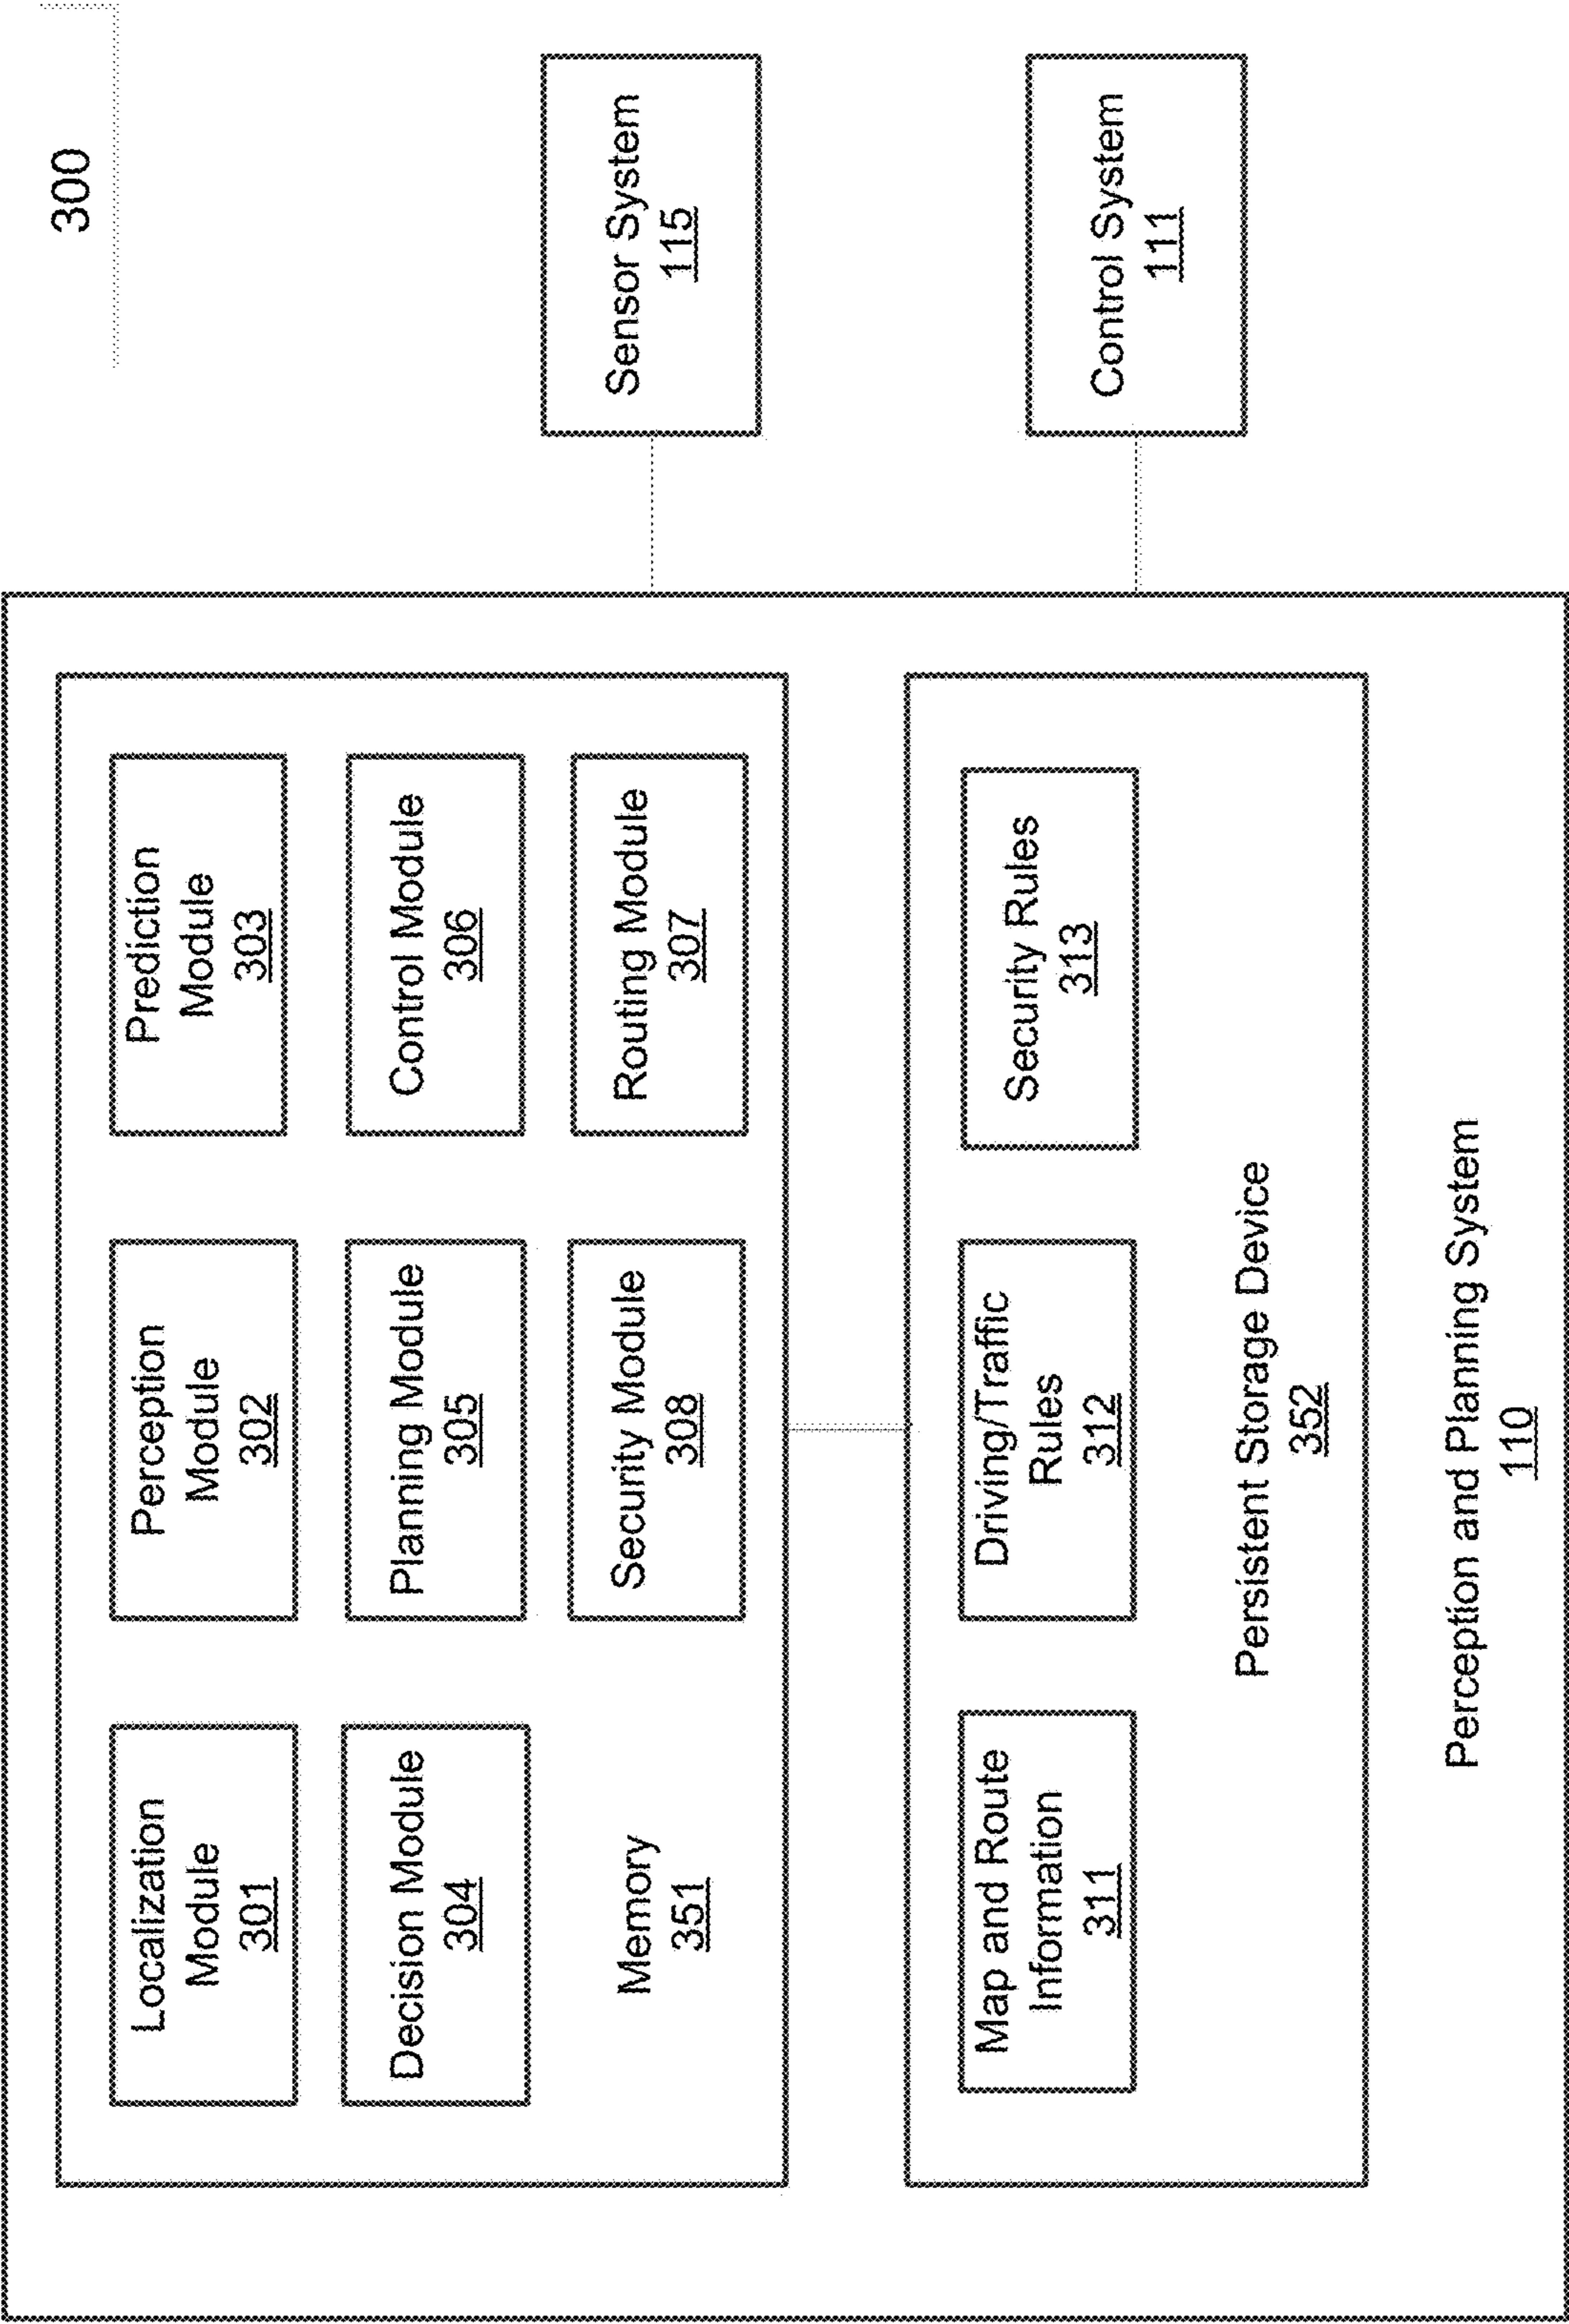 300
Localization
Module
301
Perception
Module
302
Prediction
Module
303
Decision Module
304
Planning Module
305
Control Module
306
Memory
351
Security Module
308
Routing Module
307
Sensor System
115
Map and Route
Information
311
Driving/Traffic
Rules
312
Security Rules
313
Persistent Storage Device
352
Control System
111
Perception and Planning System
110